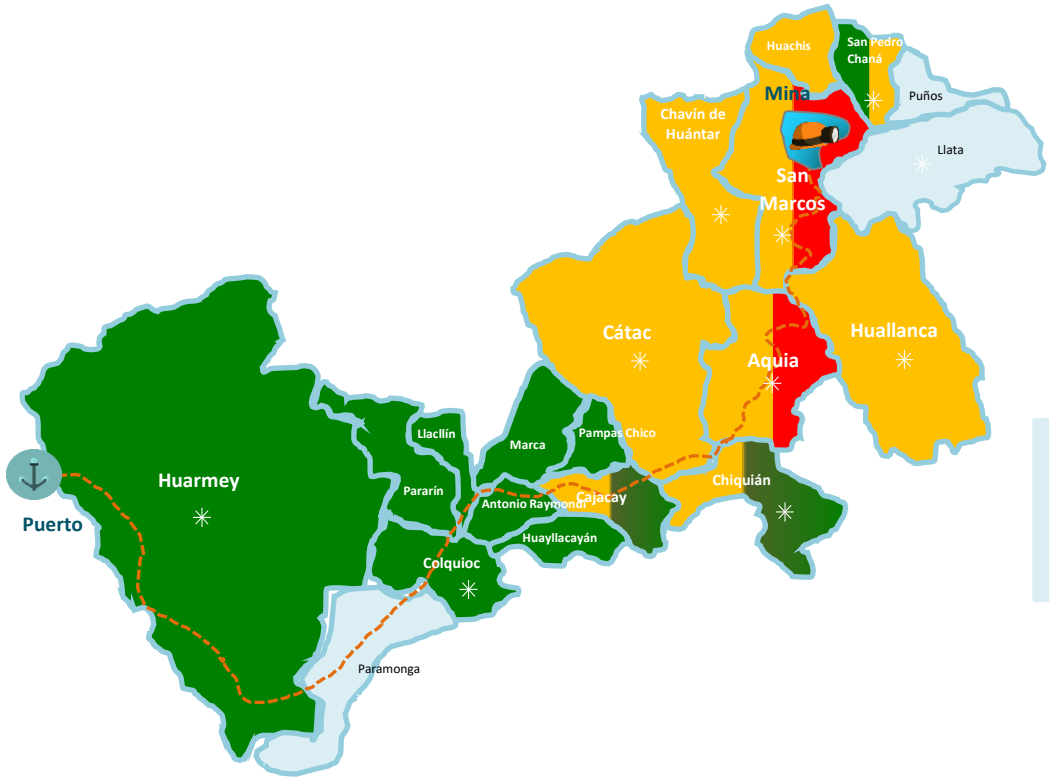 Huachis
San Pedro
Chaná
Mina
Puños
Chavín de
Huántar
Llata
San
Marcos
Cátac
Huallanca
Aquia
Llacllín
Marca
Pampas Chico
Huarmey
Pararín
Chiquián
Antonio Raymondi
Cajacay
Puerto
Huayllacayán
Colquioc
Paramonga